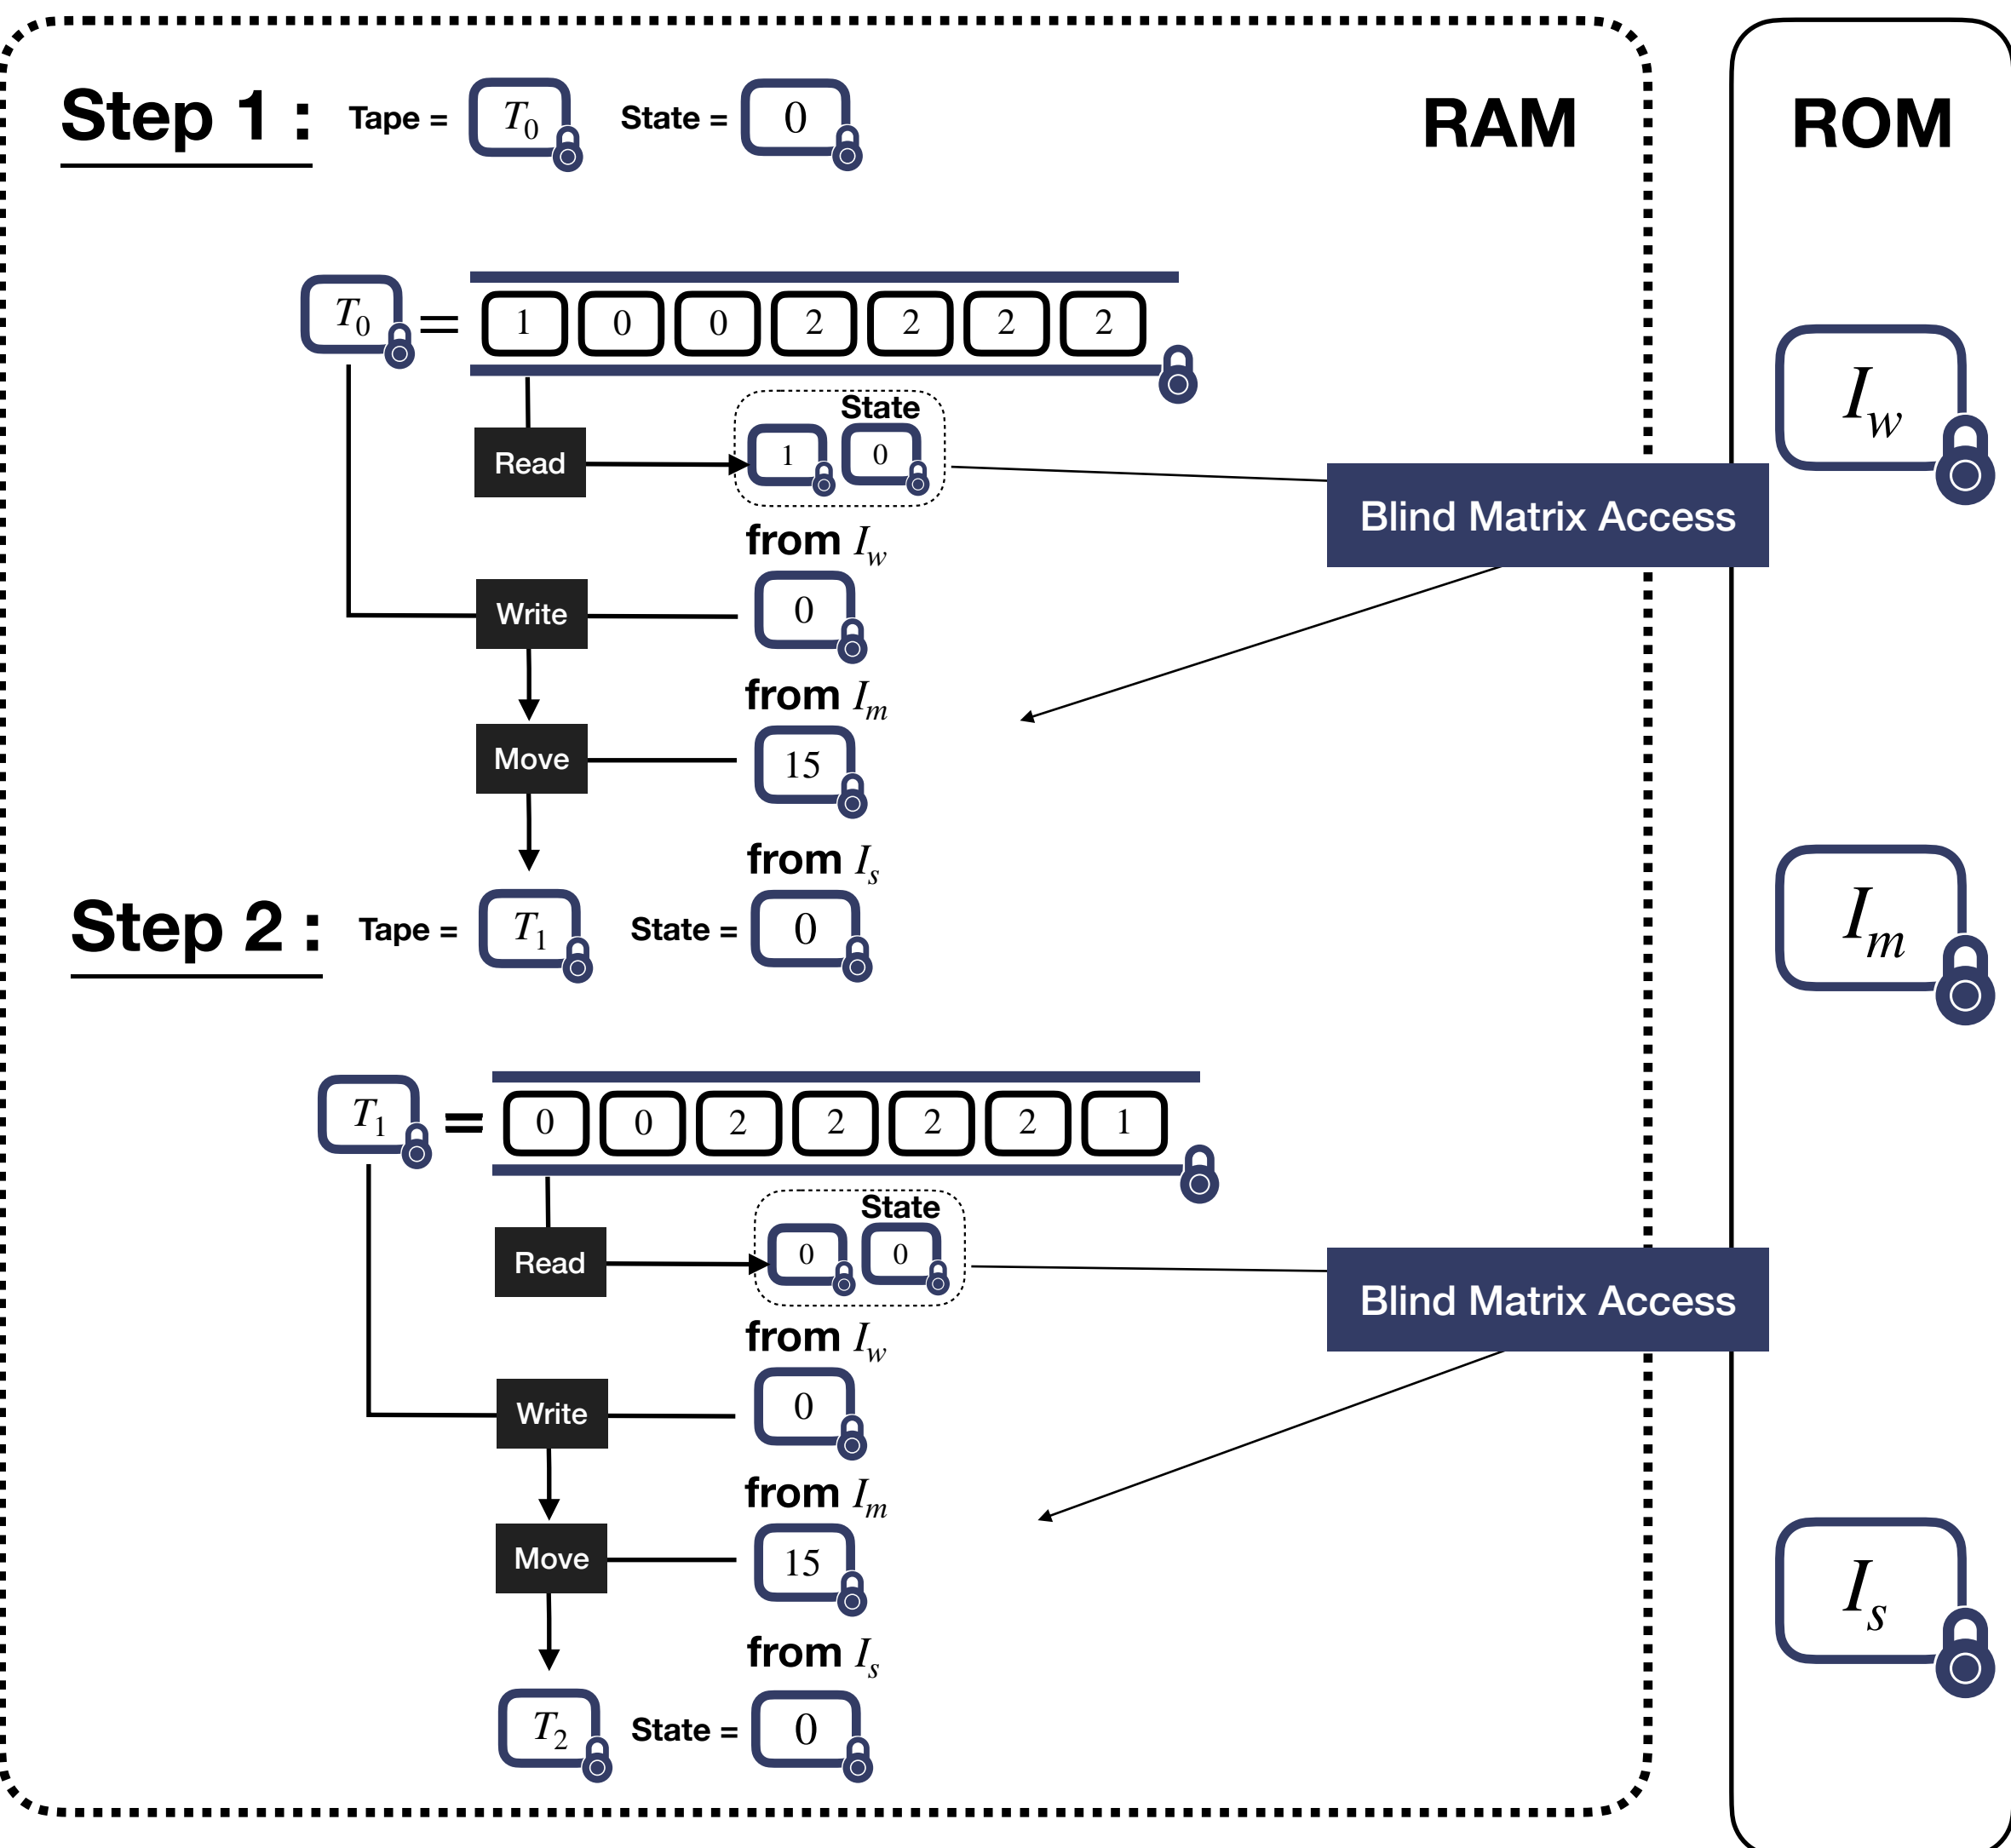 Step 1 : Tape = T0 State = 0 RAM ROM
T0 = 1 0 0 2 2 2 2
State
Read 1 0
Iw
Blind Matrix Access
from Iw
Write 0
from Im
Move 15
from Is
Step 2 : Tape = T1 State = 0
Im
T1 = 0 0 2 2 2 2 1
State
Read 0 0
Blind Matrix Access
from Iw
Write 0
from Im
Move 15
Is
from Is
T2 State = 0